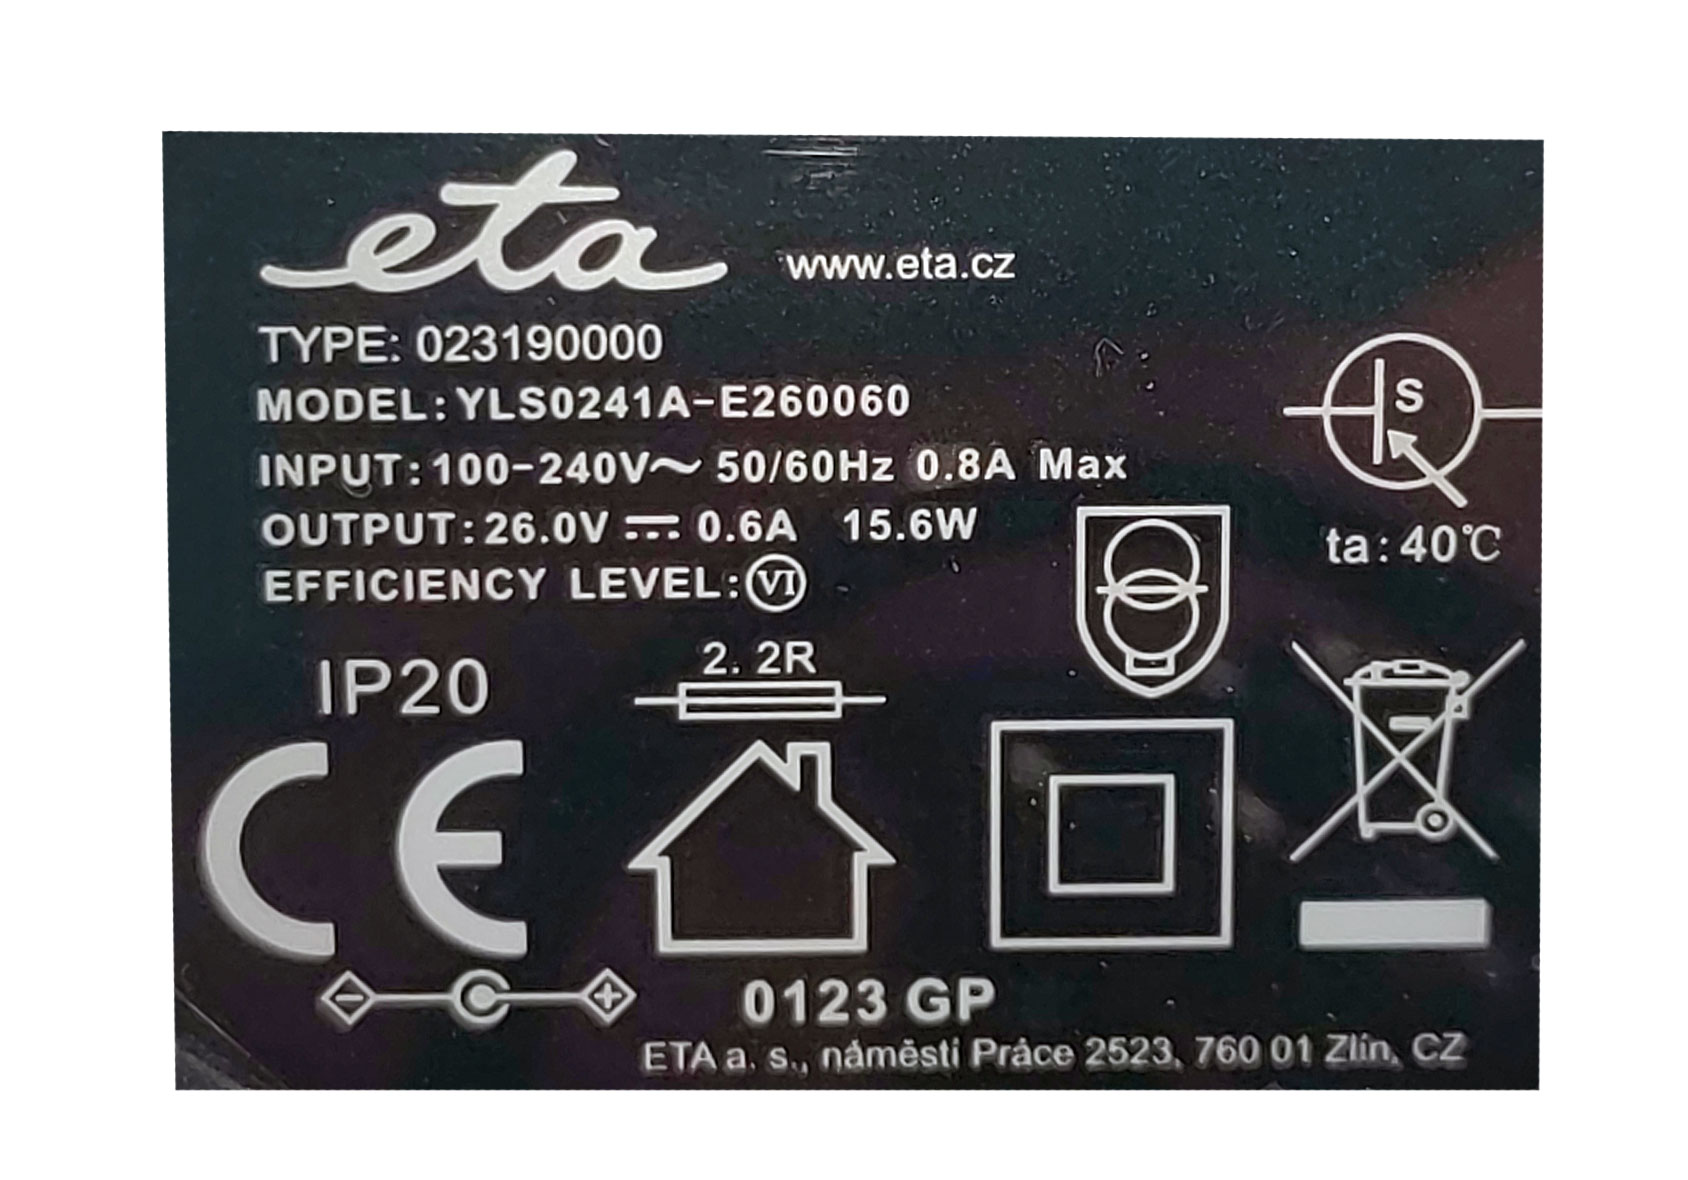 eta www.eta.cz
TYPE: 023190000
MODEL: YLS0241A-E260060
INPUT: 100-240V~ 50/60Hz 0.8A Max
OUTPUT: 26.0V ⎓ 0.6A 15.6W
EFFICIENCY LEVEL: VI
S
ta: 40℃
IP20
2. 2R
CE
0123 GP
ETA a. s., náměstí Práce 2523, 760 01 Zlín, CZ